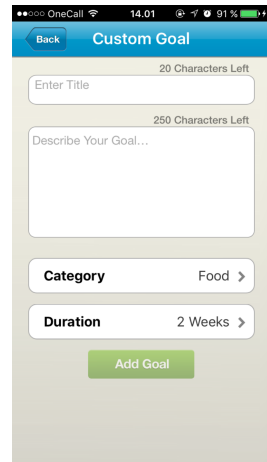 OneCall 14.01 91 %
Back Custom Goal
20 Characters Left
Enter Title
250 Characters Left
Describe Your Goal...
Category Food
Duration 2 Weeks
Add Goal